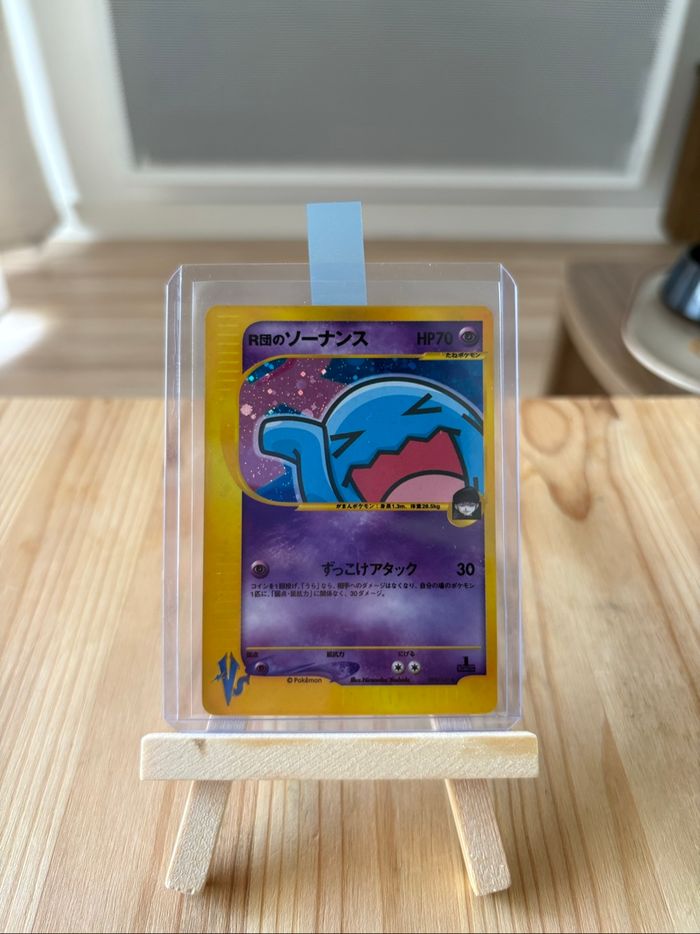 R団のソーナンス HP70
たねポケモン
がまんポケモン：身長1.3m、体重28.5kg
ずっこけアタック 30
コインを1回投げ、「うら」なら、相手へのダメージはなくなり、自分の場のポケモン
1匹に、「弱点・抵抗力」に関係なく、30ダメージ。
弱点 抵抗力 にげる
VS
1
©Pokémon